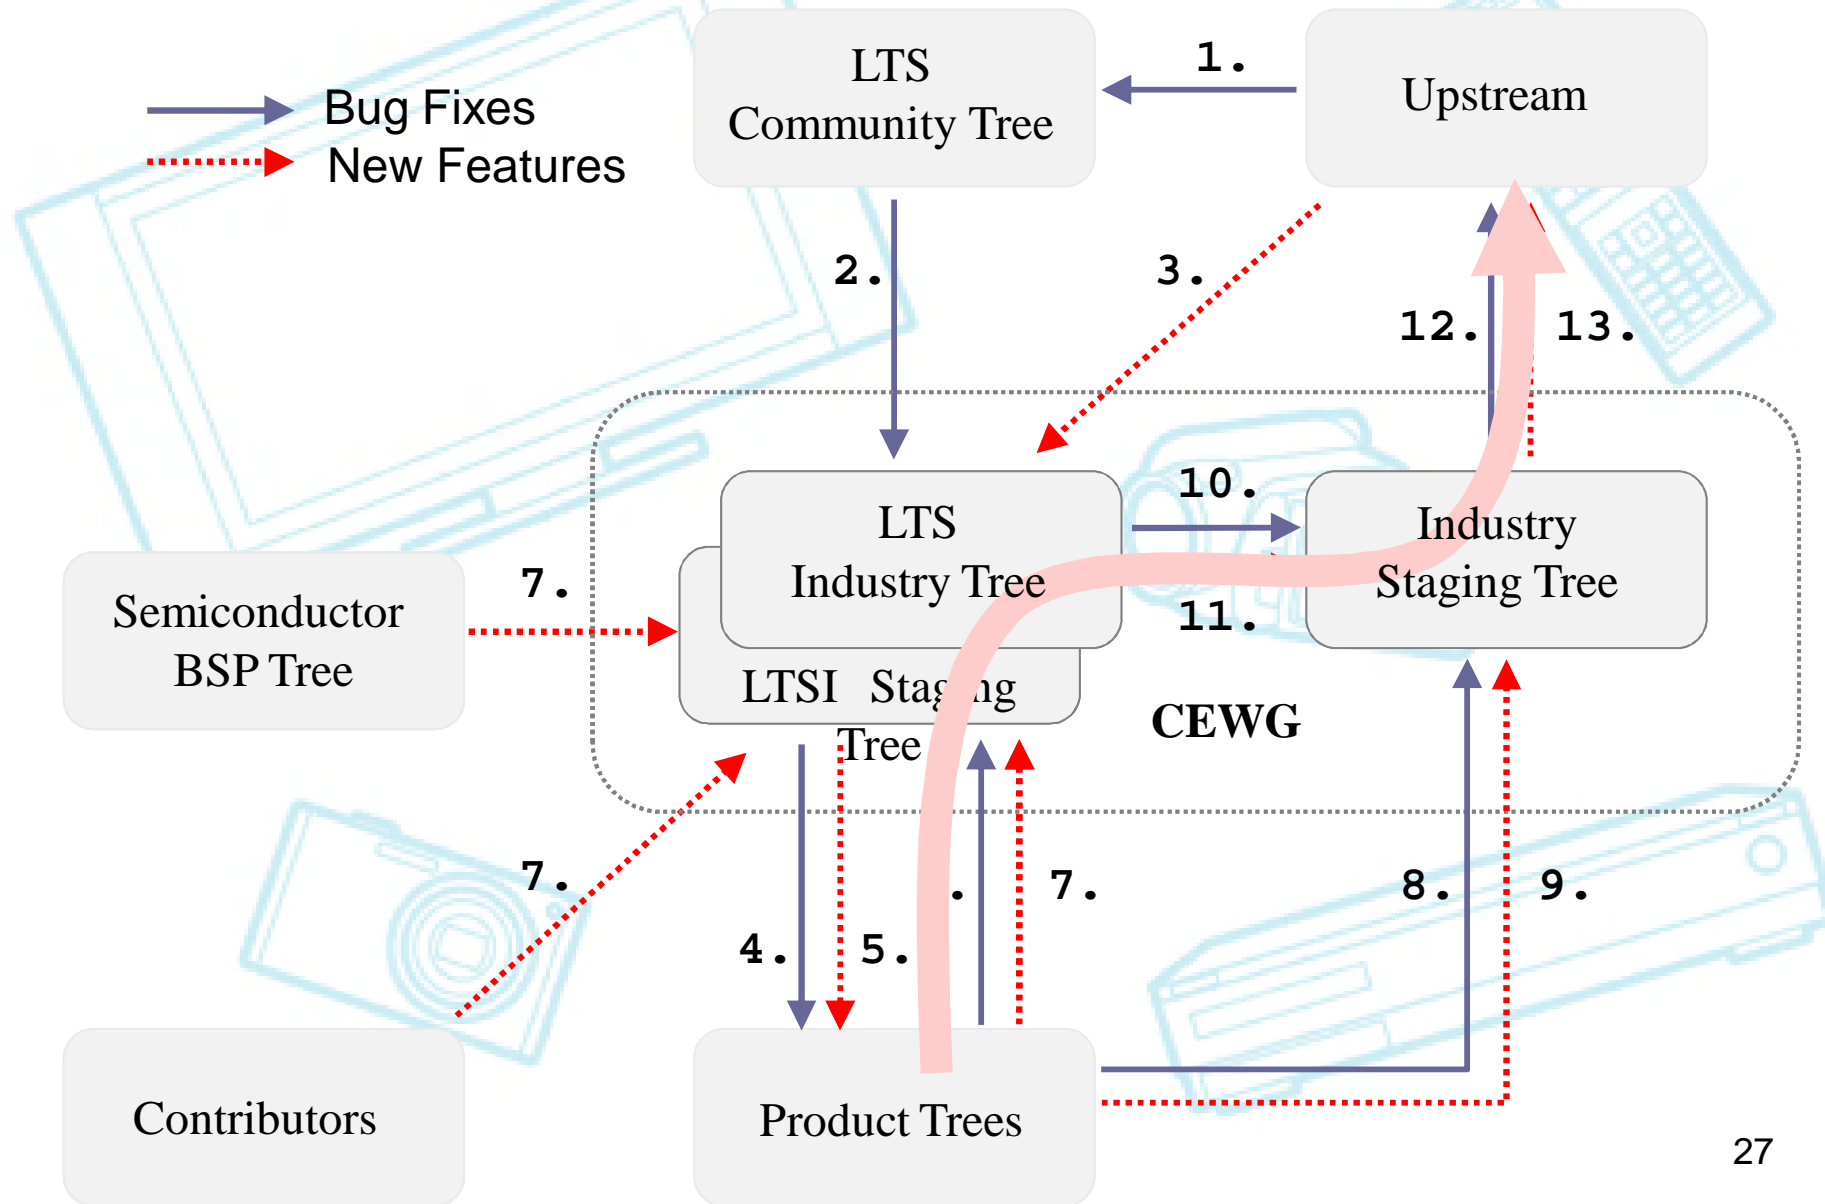 LTS
Community Tree
1.
Upstream
Bug Fixes
New Features
2.
3.
12.
13.
LTS
Industry Tree
10.
11.
Industry
Staging Tree
Semiconductor
BSP Tree
7.
LTSI Staging
Tree
CEWG
7.
4.
5.
.
7.
8.
9.
Contributors
Product Trees
27